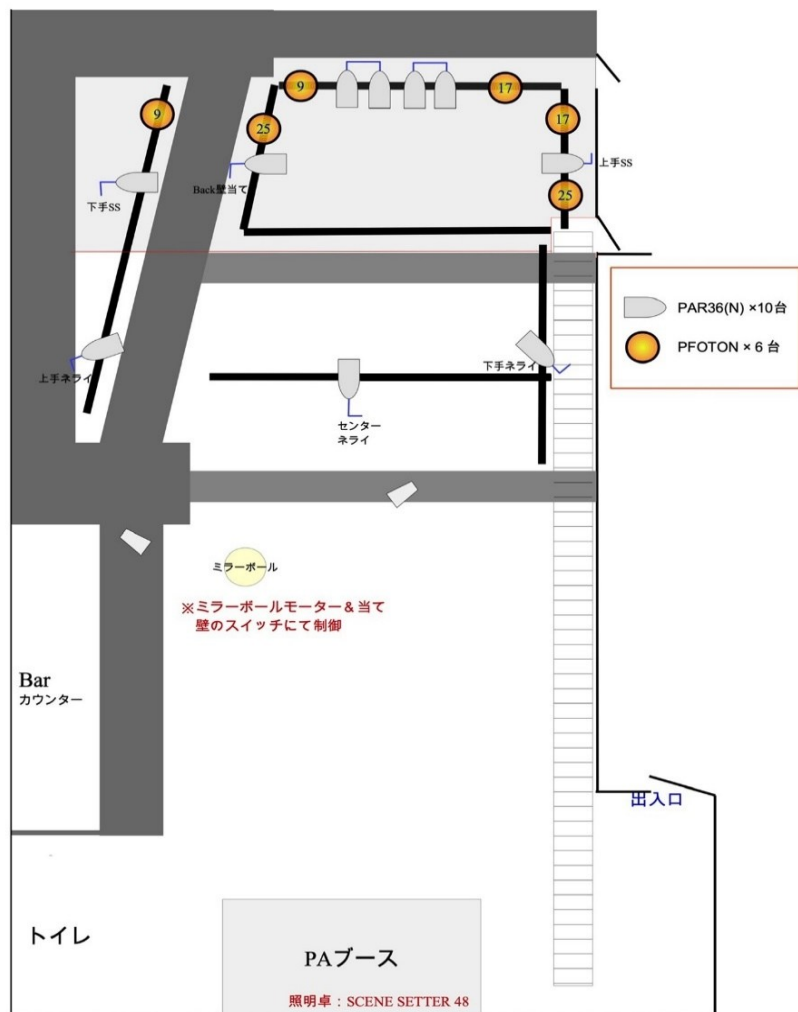 9
17
9
25
17
Back壁当て
上手SS
下手SS
25
PAR36(N) ×10台
PFOTON × 6 台
上手ネライ
下手ネライ
センター
ネライ
ミラーボール
※ミラーボールモーター＆当て
壁のスイッチにて制御
Bar
カウンター
出入口
トイレ
PAブース
照明卓：SCENE SETTER 48